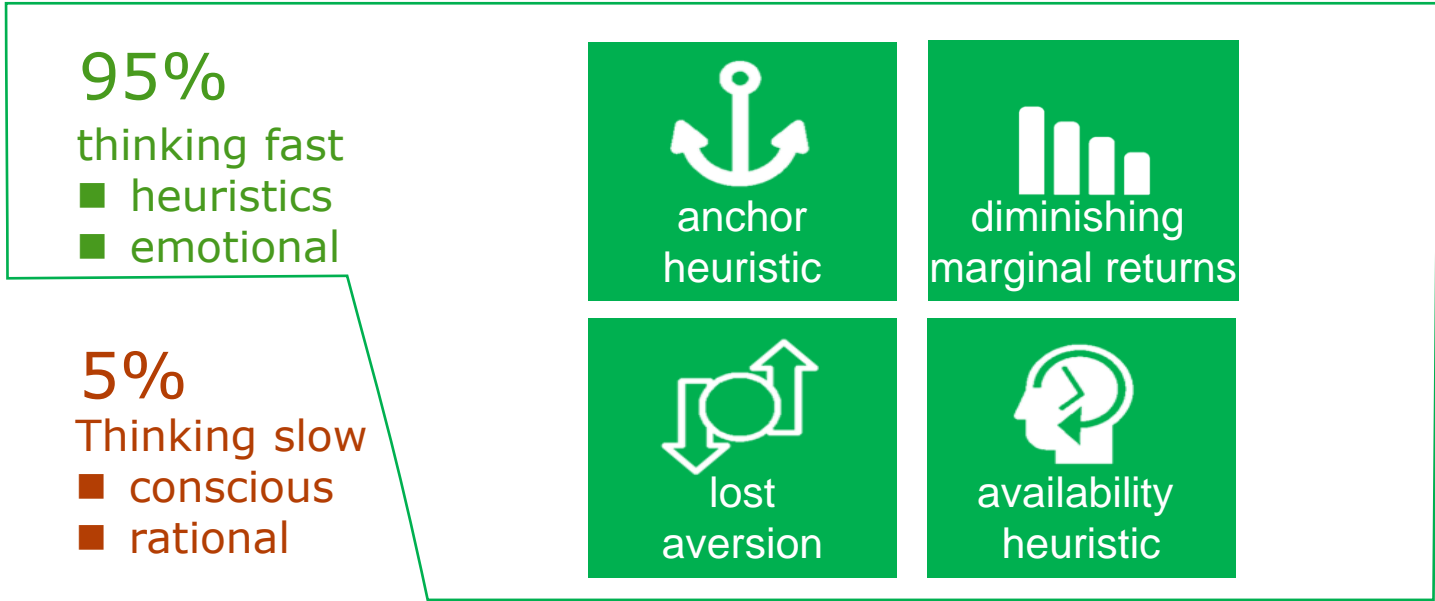 95%
thinking fast
■ heuristics
■ emotional
5%
Thinking slow
■ conscious
■ rational
anchor
heuristic
diminishing
marginal returns
lost
aversion
availability
heuristic